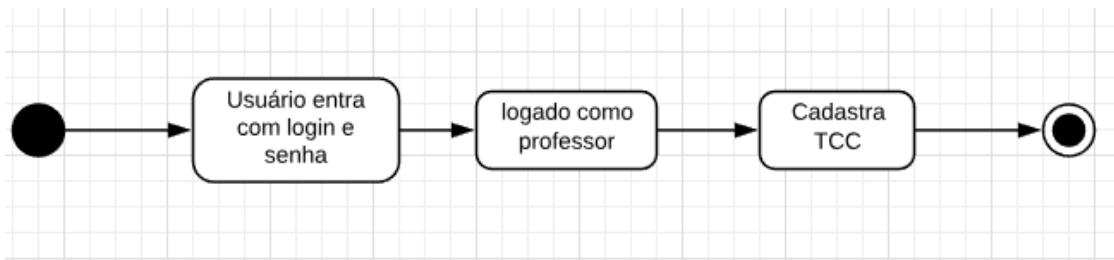 Usuário entra
com login e
senha
logado como
professor
Cadastra
TCC